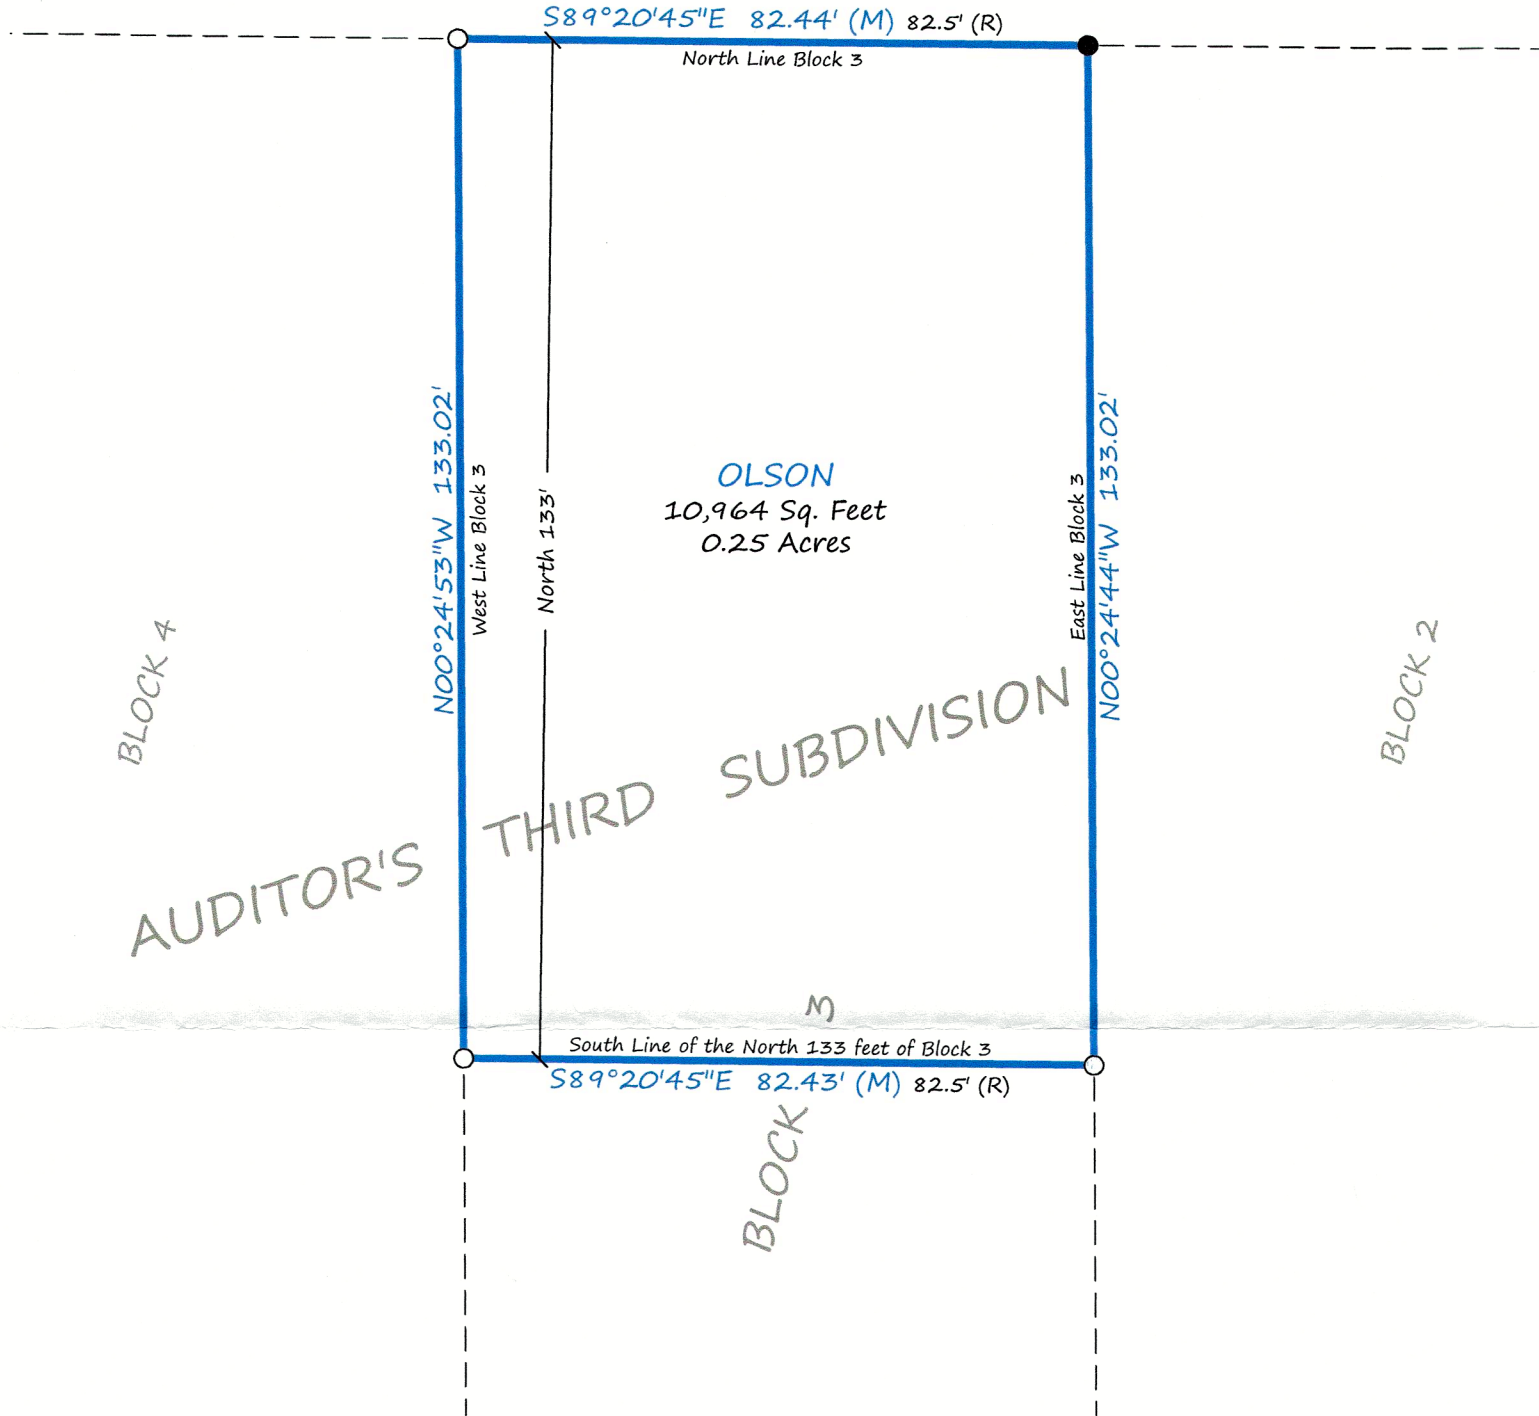 S89°20'45"E 82.44' (M) 82.5' (R)
North Line Block 3
N00°24'53"W 133.02'
West Line Block 3
North 133'
OLSON
10,964 Sq. Feet
0.25 Acres
East Line Block 3
N00°24'44"W 133.02'
BLOCK 4
BLOCK 2
AUDITOR'S THIRD SUBDIVISION
South Line of the North 133 feet of Block 3
S89°20'45"E 82.43' (M) 82.5' (R)
BLOCK 3